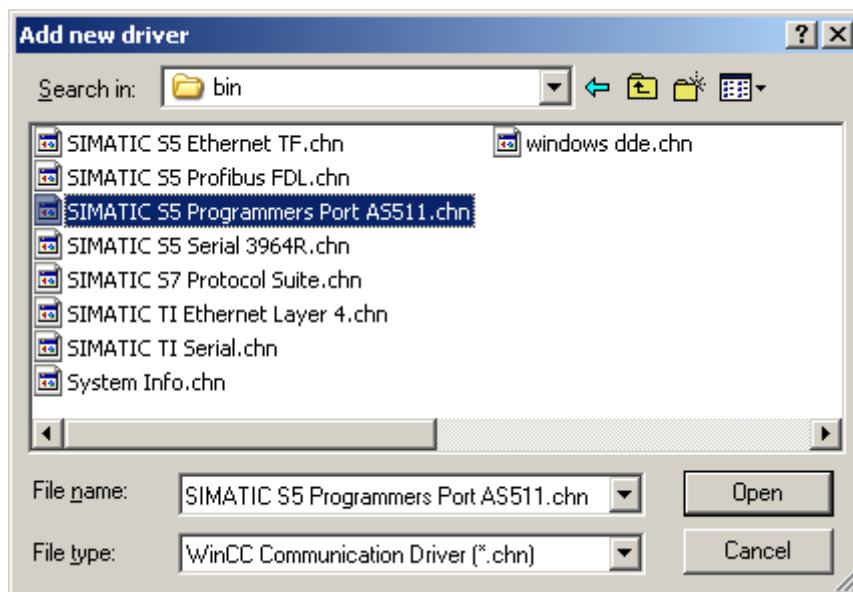 Add new driver
Search in: bin
SIMATIC S5 Ethernet TF.chn
SIMATIC S5 Profibus FDL.chn
SIMATIC S5 Programmers Port AS511.chn
SIMATIC S5 Serial 3964R.chn
SIMATIC S7 Protocol Suite.chn
SIMATIC TI Ethernet Layer 4.chn
SIMATIC TI Serial.chn
System Info.chn
windows dde.chn
File name: SIMATIC S5 Programmers Port AS511.chn Open
File type: WinCC Communication Driver (*.chn) Cancel